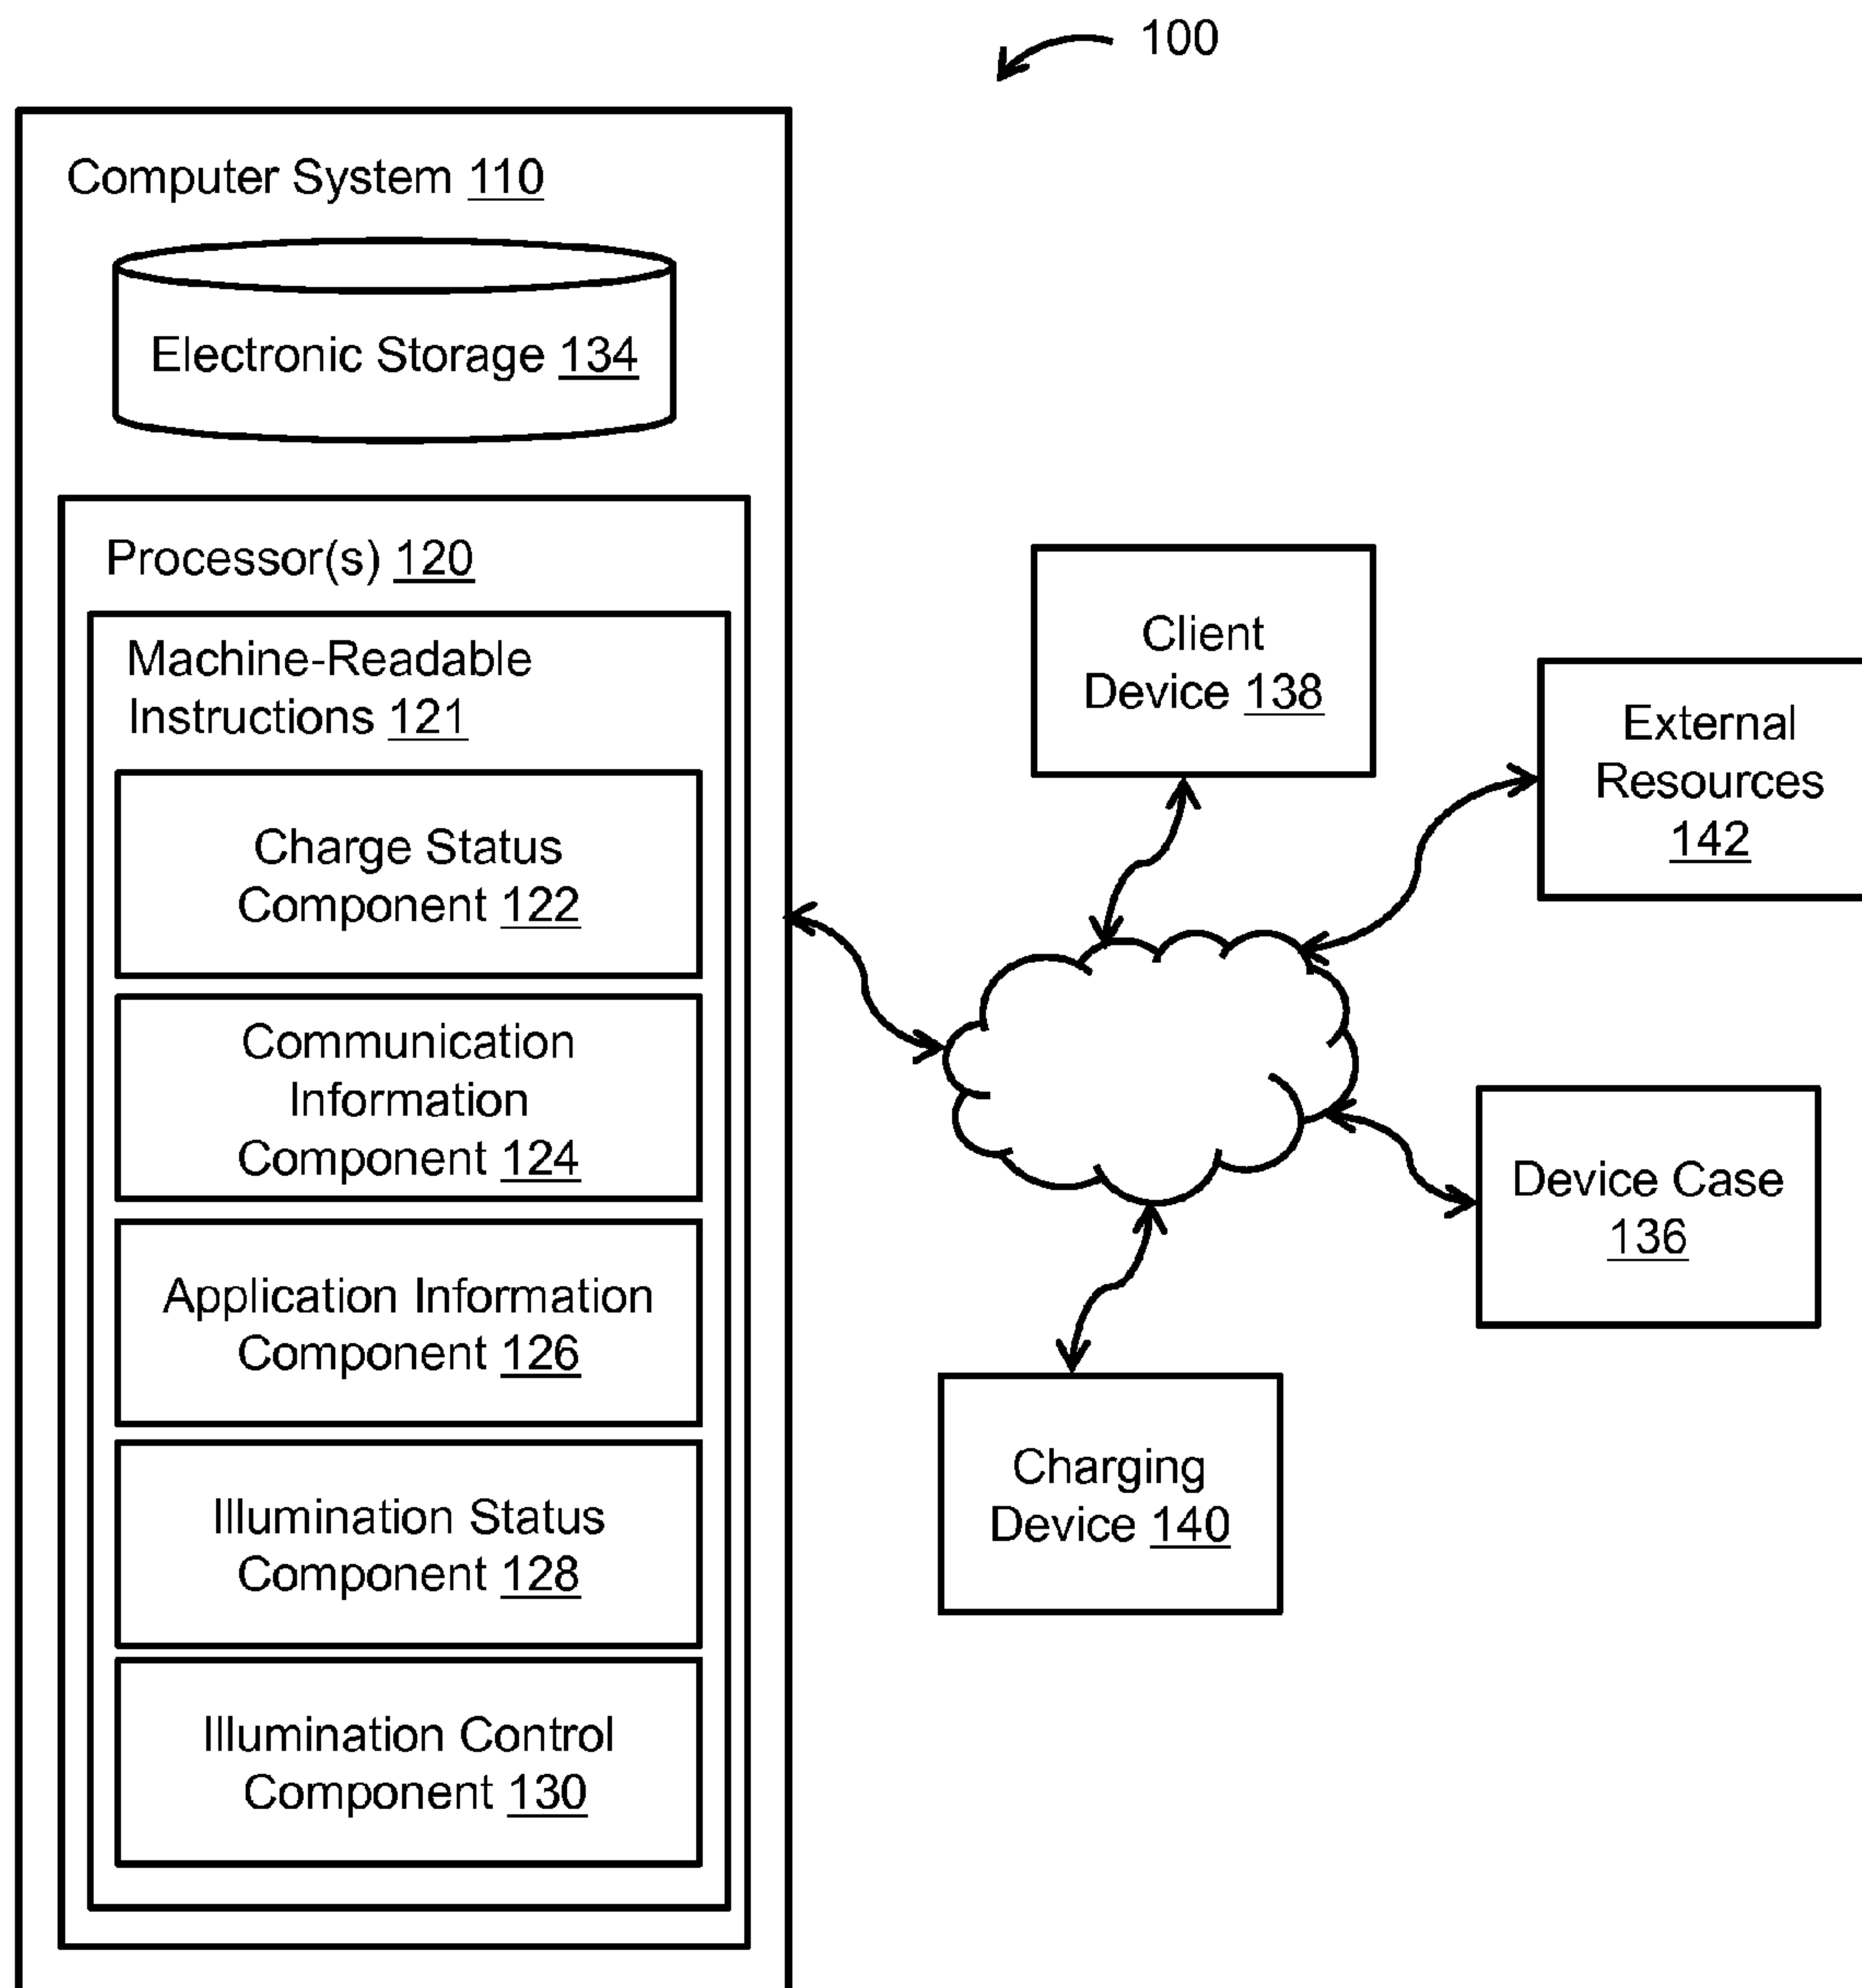 100
Computer System 110
Electronic Storage 134
Processor(s) 120
Machine-Readable
Instructions 121
Charge Status
Component 122
Communication
Information
Component 124
Application Information
Component 126
Illumination Status
Component 128
Illumination Control
Component 130
Client
Device 138
External
Resources
142
Device Case
136
Charging
Device 140